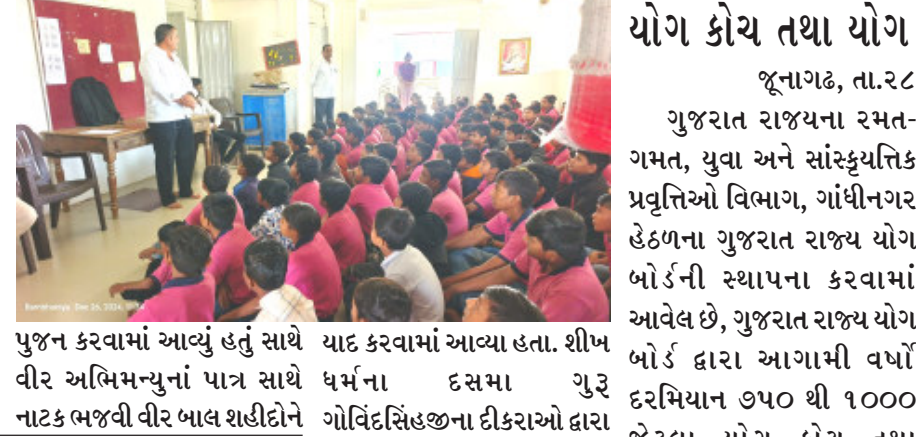 પુજન કરવામાં આવ્યું હતું સાથે
વીર અભિમન્યુનાં પાત્ર સાથે
નાટક ભજવી વીર બાલ શહીદોને
યાદ કરવામાં આવ્યા હતા. શીખ
ધર્મના દસમા ગુરૂ
ગોવિંદસિંહજીના દીકરાઓ દ્વારા
યોગ કોચ તથા યોગ
જૂનાગઢ, તા.૨૮
ગુજરાત રાજયના રમત-
ગમત, યુવા અને સાંસ્કૃયત્તિક
પ્રવૃત્તિઓ વિભાગ, ગાંધીનગર
હેઠળના ગુજરાત રાજ્ય યોગ
બોર્ડની સ્થાપના કરવામાં
આવેલ છે, ગુજરાત રાજ્ય યોગ
બોર્ડ દ્વારા આગામી વર્ષો
દરમિયાન ૭૫૦ થી ૧૦૦૦